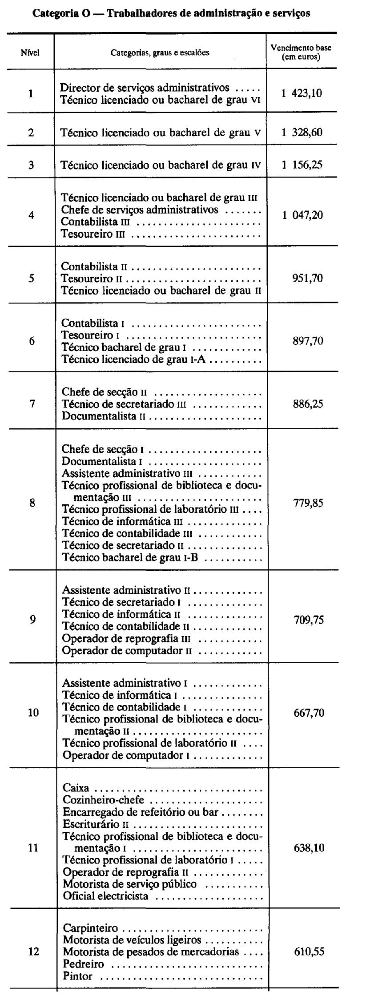 Categoria O — Trabalhadores de administração e serviços
Nível Categorias, graus e escalões Vencimento base
(em euros)
1 Director de serviços administrativos ..... 1 423,10
Técnico licenciado ou bacharel de grau VI
2 Técnico licenciado ou bacharel de grau V 1 328,60
3 Técnico licenciado ou bacharel de grau IV 1 156,25
4 Técnico licenciado ou bacharel de grau III 1 047,20
Chefe de serviços administrativos .......
Contabilista III .......................
Tesoureiro III ........................
5 Contabilista II ........................ 951,70
Tesoureiro II .........................
Técnico licenciado ou bacharel de grau II
6 Contabilista I ........................ 897,70
Tesoureiro I .........................
Técnico bacharel de grau I .............
Técnico licenciado de grau I-A ..........
7 Chefe de secção II .................... 886,25
Técnico de secretariado III .............
Documentalista II .....................
8 Chefe de secção I ..................... 779,85
Documentalista I .....................
Assistente administrativo III ............
Técnico profissional de biblioteca e docu-
mentação III .......................
Técnico profissional de laboratório III ....
Técnico de informática III ..............
Técnico de contabilidade III ............
Técnico de secretariado II ..............
Técnico bacharel de grau I-B ...........
9 Assistente administrativo II ............. 709,75
Técnico de secretariado I ..............
Técnico de informática II ..............
Técnico de contabilidade II .............
Operador de reprografia III ............
Operador de computador II ............
10 Assistente administrativo I ............. 667,70
Técnico de informática I ...............
Técnico de contabilidade I .............
Técnico profissional de biblioteca e docu-
mentação II ........................
Técnico profissional de laboratório II ....
Operador de computador I .............
11 Caixa ............................... 638,10
Cozinheiro-chefe .....................
Encarregado de refeitório ou bar ........
Escriturário II ........................
Técnico profissional de biblioteca e docu-
mentação I ........................
Técnico profissional de laboratório I .....
Operador de reprografia II .............
Motorista de serviço público ...........
Oficial electricista ....................
12 Carpinteiro .......................... 610,55
Motorista de veículos ligeiros ...........
Motorista de pesados de mercadorias ....
Pedreiro ............................
Pintor ..............................